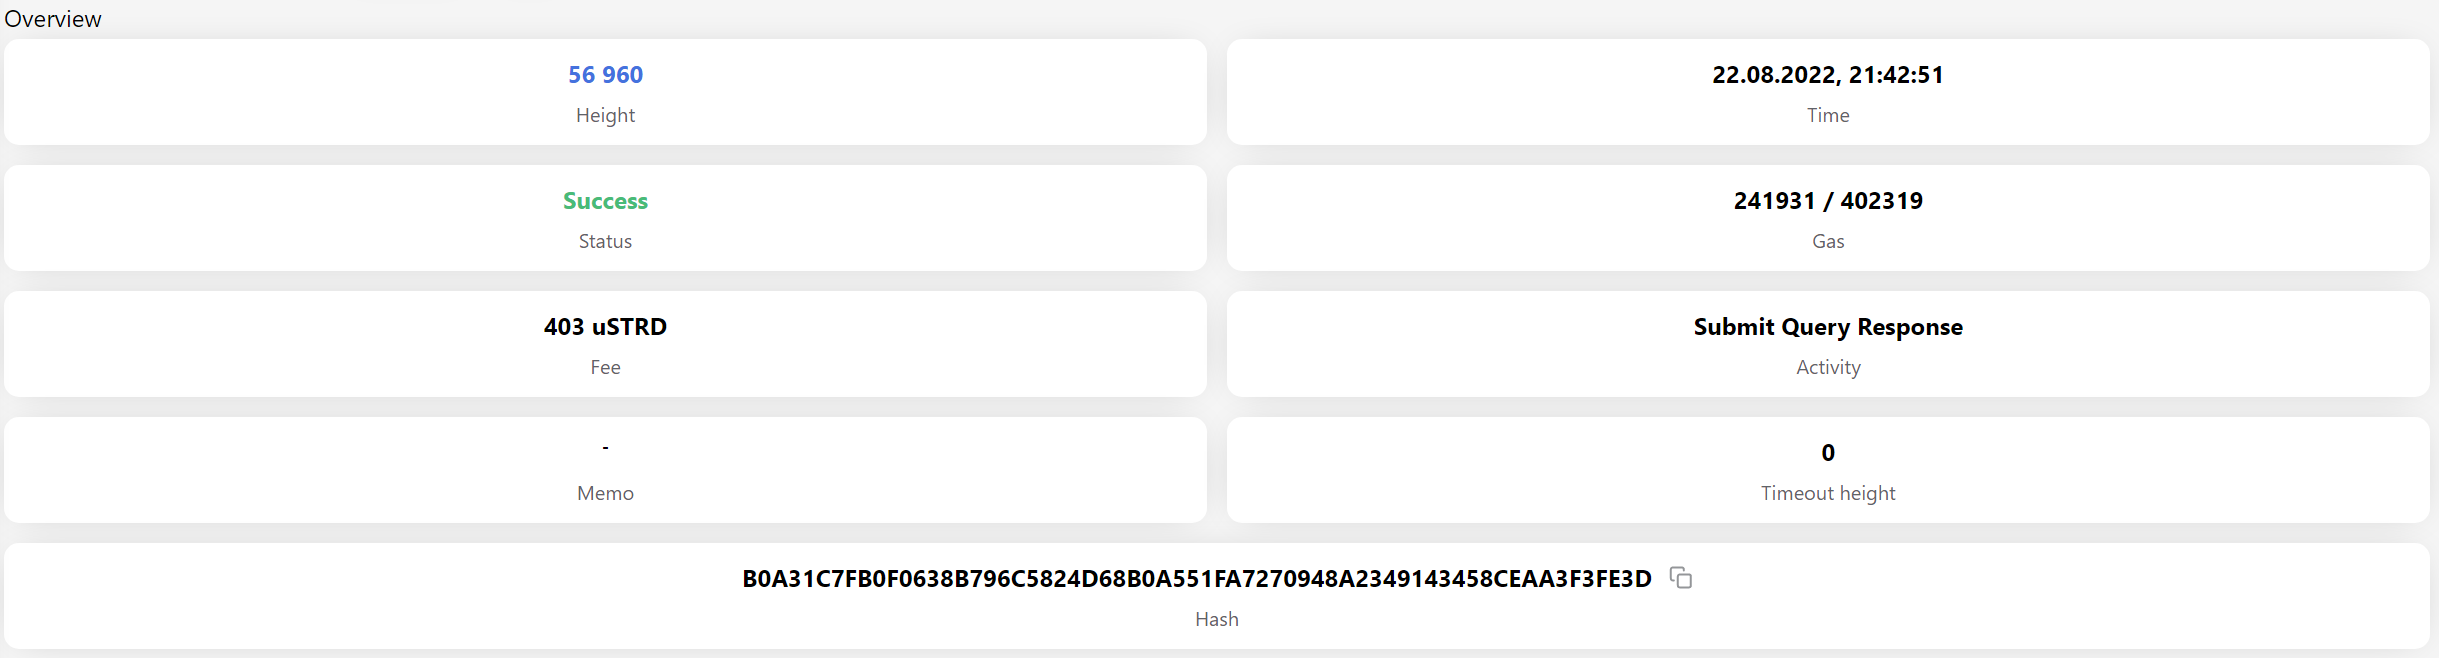 Overview
56 960
Height
22.08.2022, 21:42:51
Time
Success
Status
241931 / 402319
Gas
403 uSTRD
Fee
Submit Query Response
Activity
-
Memo
0
Timeout height
B0A31C7FB0F0638B796C5824D68B0A551FA7270948A2349143458CEAA3F3FE3D
Hash